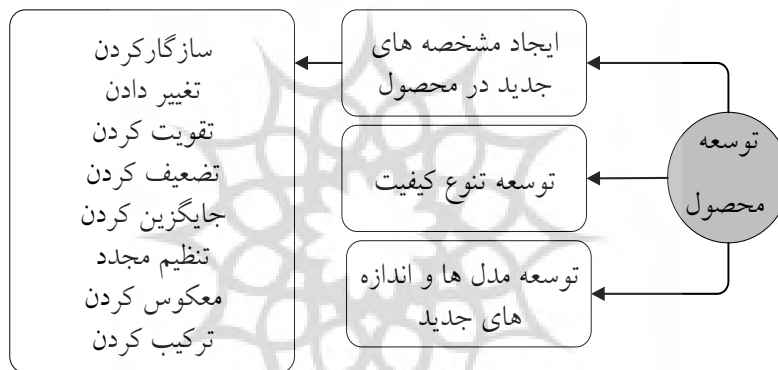 توسعه
محصول
ایجاد مشخصه های
جدید در محصول
توسعه تنوع کیفیت
توسعه مدل ها و اندازه
های جدید
سازگارکردن
تغییر دادن
تقویت کردن
تضعیف کردن
جایگزین کردن
تنظیم مجدد
معکوس کردن
ترکیب کردن